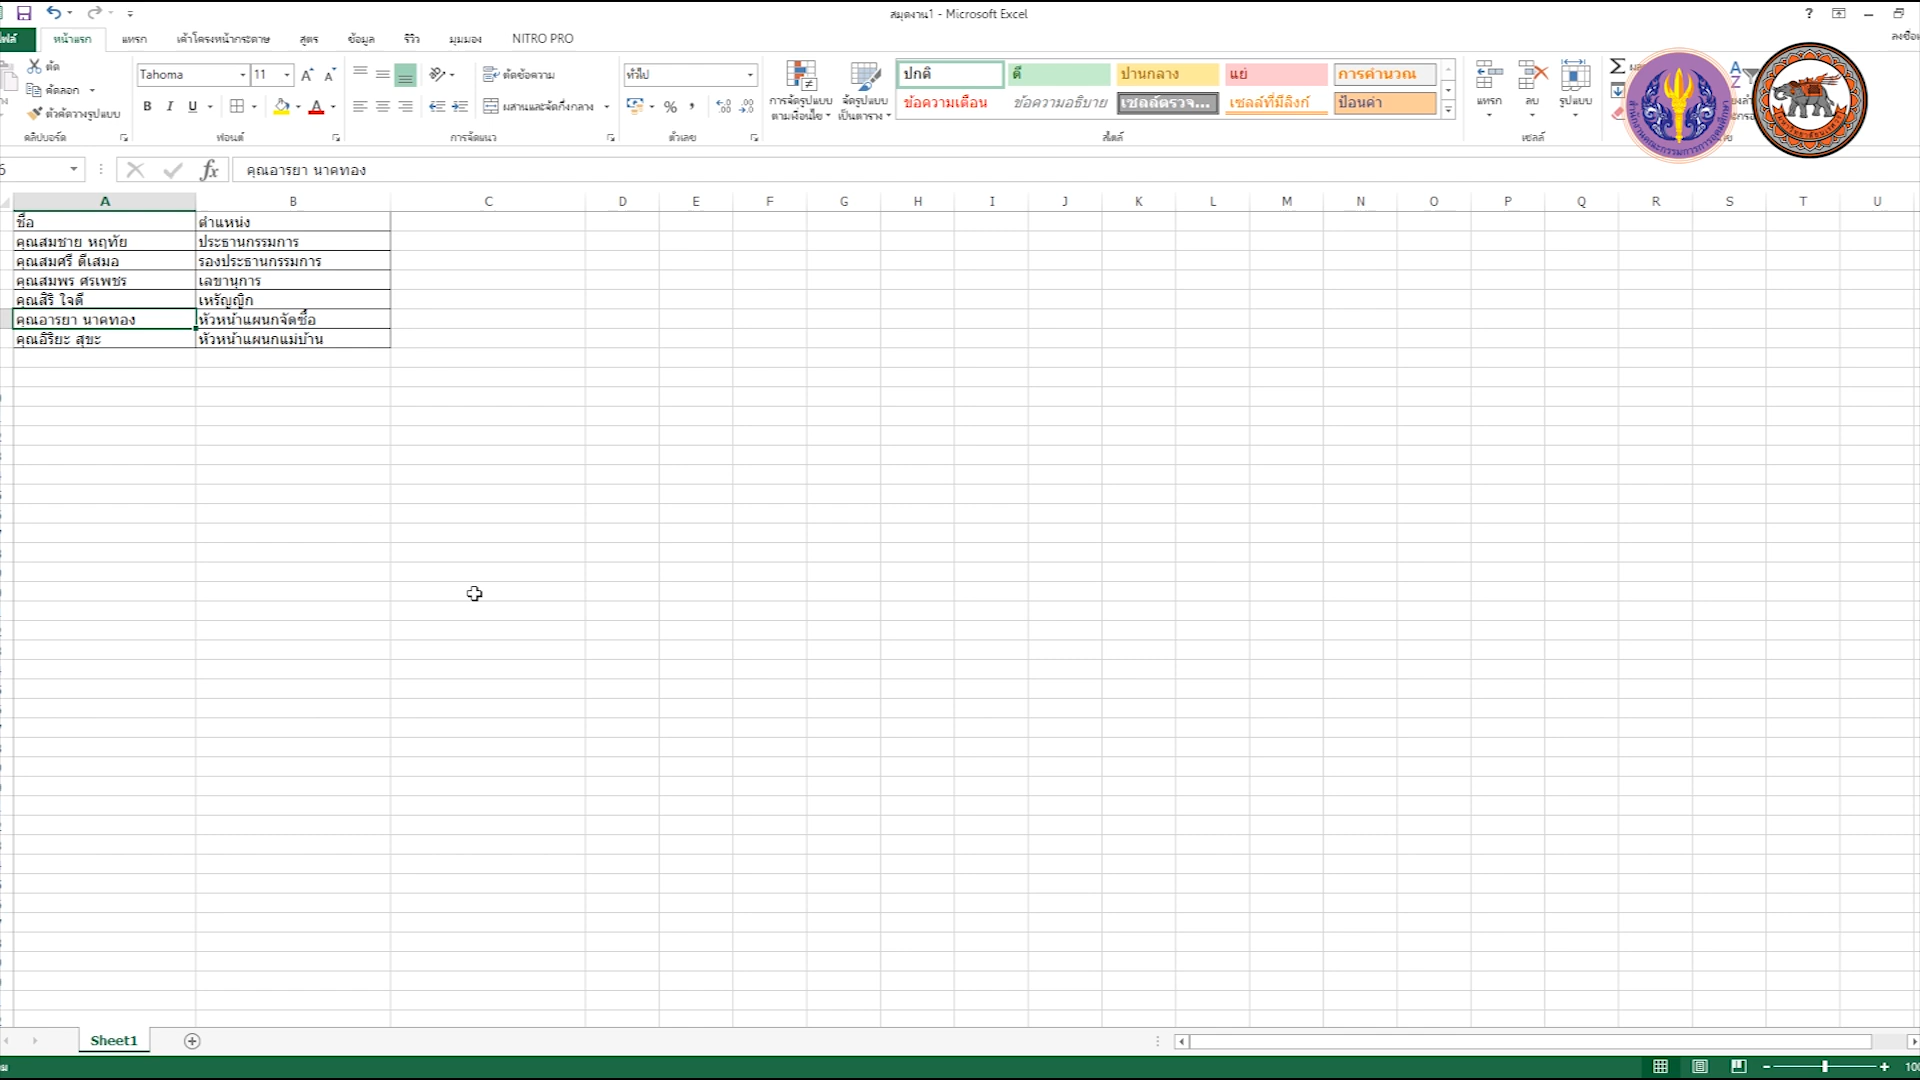 สมุดงาน1 - Microsoft Excel
หน้าแรก แทรก เค้าโครงหน้ากระดาษ สูตร ข้อมูล รีวิว มุมมอง NITRO PRO
ตัด
คัดลอก
ตัวคัดวางรูปแบบ
คลิปบอร์ด
Tahoma 11
B I U
ฟอนต์
ตัดข้อความ
ผสานและจัดกึ่งกลาง
การจัดแนว
ทั่วไป
%
ตัวเลข
การจัดรูปแบบ
ตามเงื่อนไข
จัดรูปแบบ
เป็นตาราง
ปกติ ดี ปานกลาง แย่ การคำนวณ
ข้อความเตือน ข้อความอธิบาย เซลล์ตรวจ... เซลล์ที่มีลิงก์ ป้อนค่า
สไตล์
แทรก ลบ รูปแบบ
เซลล์
fx คุณอารยา นาคทอง
A B C D E F G H I J K L M N O P Q R S T U
ชื่อ ตำแหน่ง
คุณสมชาย หฤทัย ประธานกรรมการ
คุณสมศรี ดีเสมอ รองประธานกรรมการ
คุณสมพร ศรเพชร เลขานุการ
คุณสิริ ใจดี เหรัญญิก
คุณอารยา นาคทอง หัวหน้าแผนกจัดซื้อ
คุณอิริยะ สุขะ หัวหน้าแผนกแม่บ้าน
Sheet1